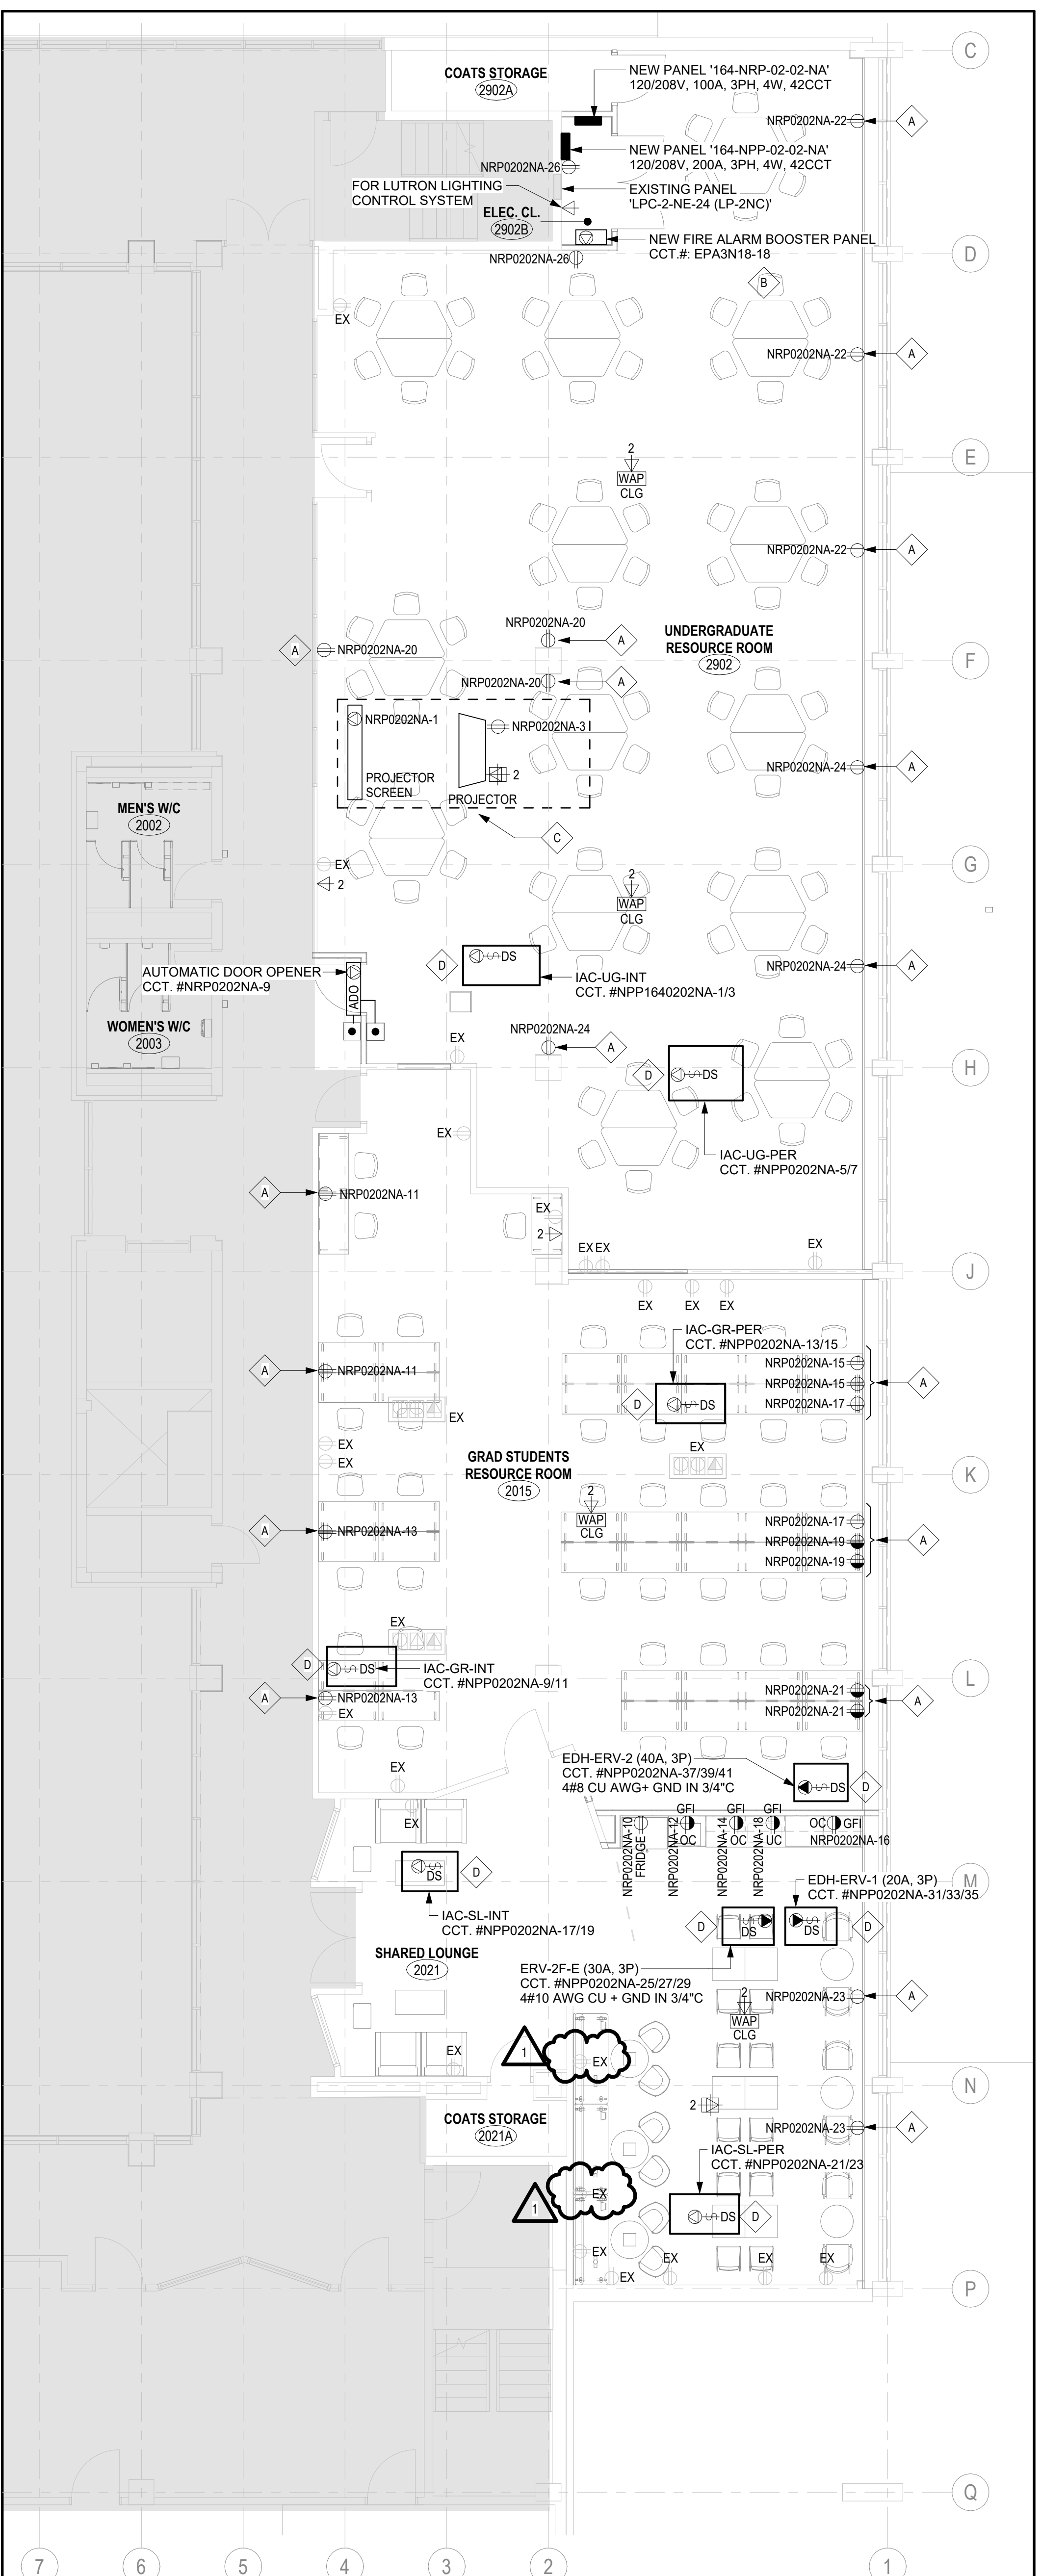 C
COATS STORAGE
2902A
NEW PANEL '164-NRP-02-02-NA'
120/208V, 100A, 3PH, 4W, 42CCT
NRP0202NA-22
A
NEW PANEL '164-NPP-02-02-NA'
120/208V, 200A, 3PH, 4W, 42CCT
NRP0202NA-26
FOR LUTRON LIGHTING
CONTROL SYSTEM
EXISTING PANEL
'LPC-2-NE-24 (LP-2NC)'
ELEC. CL.
2902B
NEW FIRE ALARM BOOSTER PANEL
CCT.#: EPA3N18-18
D
NRP0202NA-26
B
EX
NRP0202NA-22
A
2
WAP
CLG
E
NRP0202NA-22
A
NRP0202NA-20
A
UNDERGRADUATE
RESOURCE ROOM
2902
A
NRP0202NA-20
F
NRP0202NA-20
A
NRP0202NA-1
NRP0202NA-3
PROJECTOR
SCREEN
2
PROJECTOR
NRP0202NA-24
A
MEN'S W/C
2002
C
EX
2
2
WAP
CLG
G
AUTOMATIC DOOR OPENER
CCT. #NRP0202NA-9
ADO
D
DS
IAC-UG-INT
CCT. #NPP1640202NA-1/3
NRP0202NA-24
A
WOMEN'S W/C
2003
EX
NRP0202NA-24
A
D
DS
H
EX
IAC-UG-PER
CCT. #NPP0202NA-5/7
A
NRP0202NA-11
EX
2
EX EX
EX
J
EX
EX
EX
IAC-GR-PER
CCT. #NPP0202NA-13/15
A
NRP0202NA-11
EX
NRP0202NA-15
NRP0202NA-15
NRP0202NA-17
A
D
DS
EX
EX
GRAD STUDENTS
RESOURCE ROOM
2015
EX
K
2
WAP
CLG
A
NRP0202NA-13
NRP0202NA-17
NRP0202NA-19
NRP0202NA-19
A
EX
D
DS
IAC-GR-INT
CCT. #NPP0202NA-9/11
L
A
NRP0202NA-13
EX
NRP0202NA-21
NRP0202NA-21
A
EX
EDH-ERV-2 (40A, 3P)
CCT. #NPP0202NA-37/39/41
4#8 CU AWG+ GND IN 3/4"C
DS
D
EX
NRP0202NA-10
FRIDGE
NRP0202NA-12
GFI
OC
NRP0202NA-14
GFI
OC
NRP0202NA-18
GFI
UC
OC
GFI
NRP0202NA-16
DS
D
IAC-SL-INT
CCT. #NPP0202NA-17/19
M
EDH-ERV-1 (20A, 3P)
CCT. #NPP0202NA-31/33/35
D
DS
DS
D
SHARED LOUNGE
2021
ERV-2F-E (30A, 3P)
CCT. #NPP0202NA-25/27/29
4#10 AWG CU + GND IN 3/4"C
NRP0202NA-23
A
2
WAP
CLG
EX
1
EX
N
2
COATS STORAGE
2021A
NRP0202NA-23
A
IAC-SL-PER
CCT. #NPP0202NA-21/23
1
EX
DS
D
EX
EX
EX
EX
EX
P
Q
7
6
5
4
3
2
1